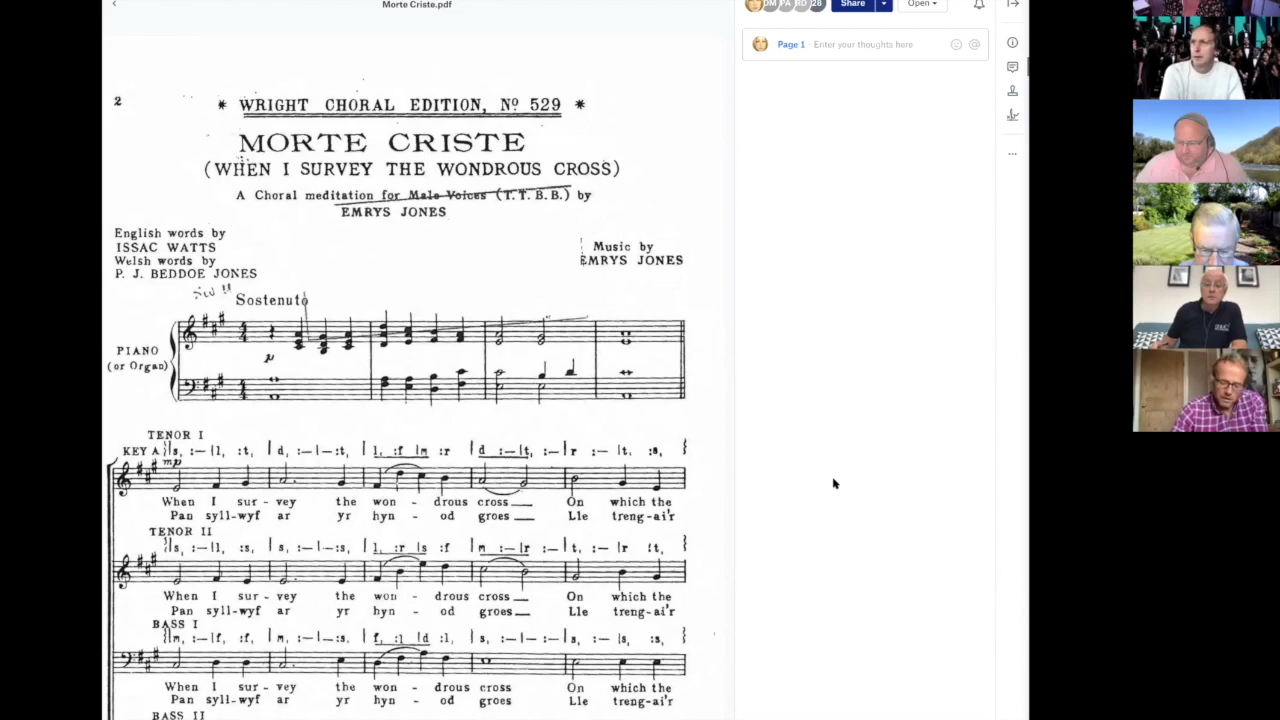 Morte Criste.pdf
DM PA RD 28 Share Open
Page 1 Enter your thoughts here
2
* WRIGHT CHORAL EDITION, Nº 529 *
MORTE CRISTE
(WHEN I SURVEY THE WONDROUS CROSS)
A Choral meditation for Male Voices (T.T.B.B.) by
EMRYS JONES
English words by
ISSAC WATTS
Welsh words by
P. J. BEDDOE JONES
Music by
EMRYS JONES
Sostenuto
PIANO
(or Organ)
p
TENOR I
KEY A |s, :–|l, :t, | d, :–|–:t, | l, :f |m :r | d :–|t, :–|r :–|t, :s,
mp
When I sur - vey the won - drous cross On which the
Pan syll-wyf ar yr hyn - od groes Lle treng-ai'r
TENOR II
|s, :–|l, :s, | s, :–|–:s, | l, :r |s :f | m :–|r :–|t, :–|r :t,
When I sur - vey the won - drous cross On which the
Pan syll-wyf ar yr hyn - od groes Lle treng-ai'r
BASS I
|m, :–|f, :f, | m, :–|–:s, | f, :l |d :l, | s, :–|–:–|s, :–|s, :s,
When I sur - vey the won - drous cross On which the
Pan syll-wyf ar yr hyn - od groes Lle treng-ai'r
BASS II